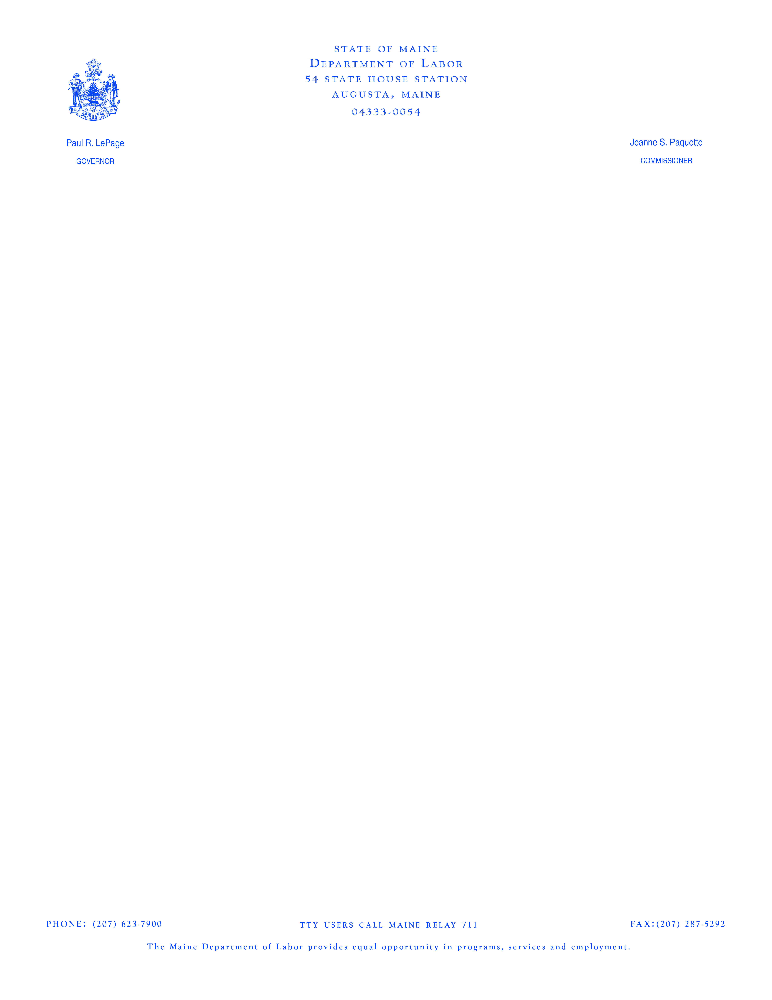 STATE OF MAINE
DEPARTMENT OF LABOR
54 STATE HOUSE STATION
AUGUSTA, MAINE
04333-0054
DIRIGO
MAINE
Paul R. LePage
GOVERNOR
Jeanne S. Paquette
COMMISSIONER
PHONE: (207) 623-7900
TTY USERS CALL MAINE RELAY 711
FAX:(207) 287-5292
The Maine Department of Labor provides equal opportunity in programs, services and employment.